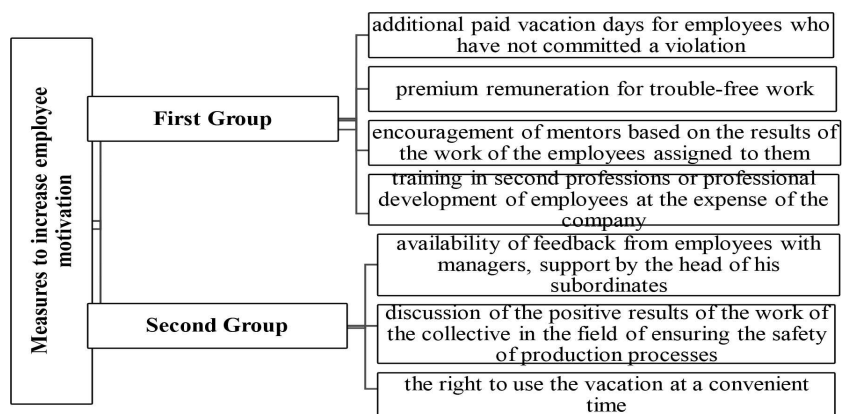 Measures to increase employee
motivation
First Group
additional paid vacation days for employees who
have not committed a violation
premium remuneration for trouble-free work
encouragement of mentors based on the results of
the work of the employees assigned to them
training in second professions or professional
development of employees at the expense of the
company
Second Group
availability of feedback from employees with
managers, support by the head of his
subordinates
discussion of the positive results of the work of
the collective in the field of ensuring the safety
of production processes
the right to use the vacation at a convenient
time